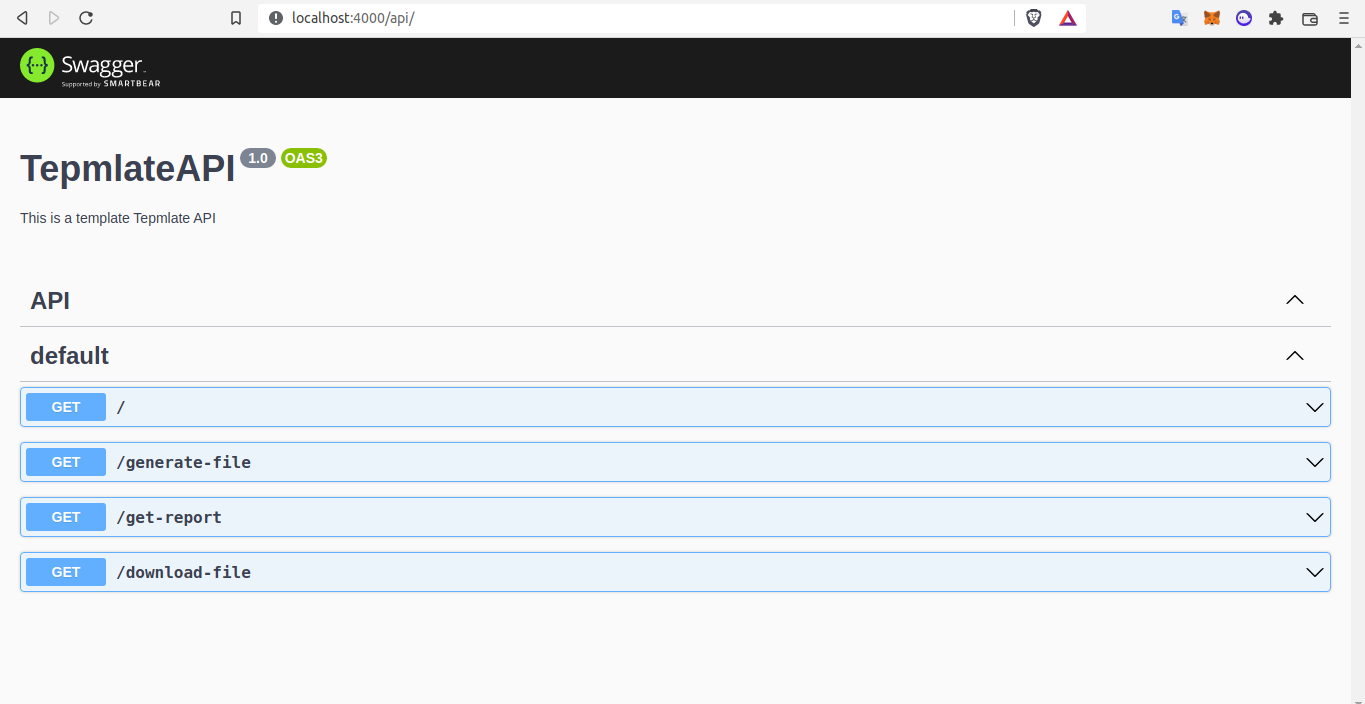 localhost:4000/api/
{···} Swagger
Supported by SMARTBEAR
TepmlateAPI 1.0 OAS3
This is a template Tepmlate API
API
default
GET /
GET /generate-file
GET /get-report
GET /download-file